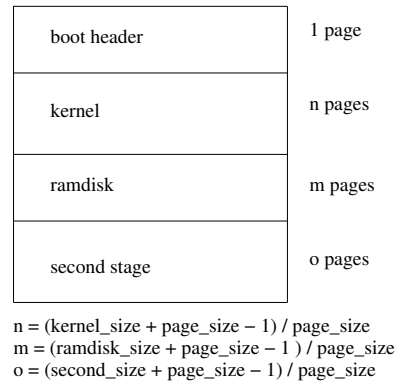 boot header 1 page
kernel n pages
ramdisk m pages
second stage o pages
n = (kernel_size + page_size − 1) / page_size
m = (ramdisk_size + page_size − 1 ) / page_size
o = (second_size + page_size − 1) / page_size